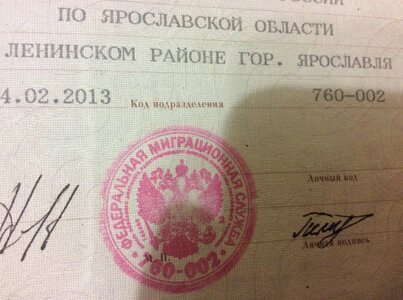 ПО ЯРОСЛАВСКОЙ ОБЛАСТИ
ЛЕНИНСКОМ РАЙОНЕ ГОР. ЯРОСЛАВЛЯ
4.02.2013 Код подразделения 760-002
ФЕДЕРАЛЬНАЯ МИГРАЦИОННАЯ СЛУЖБА
Личный код
М.П.
Личная подпись
760-002